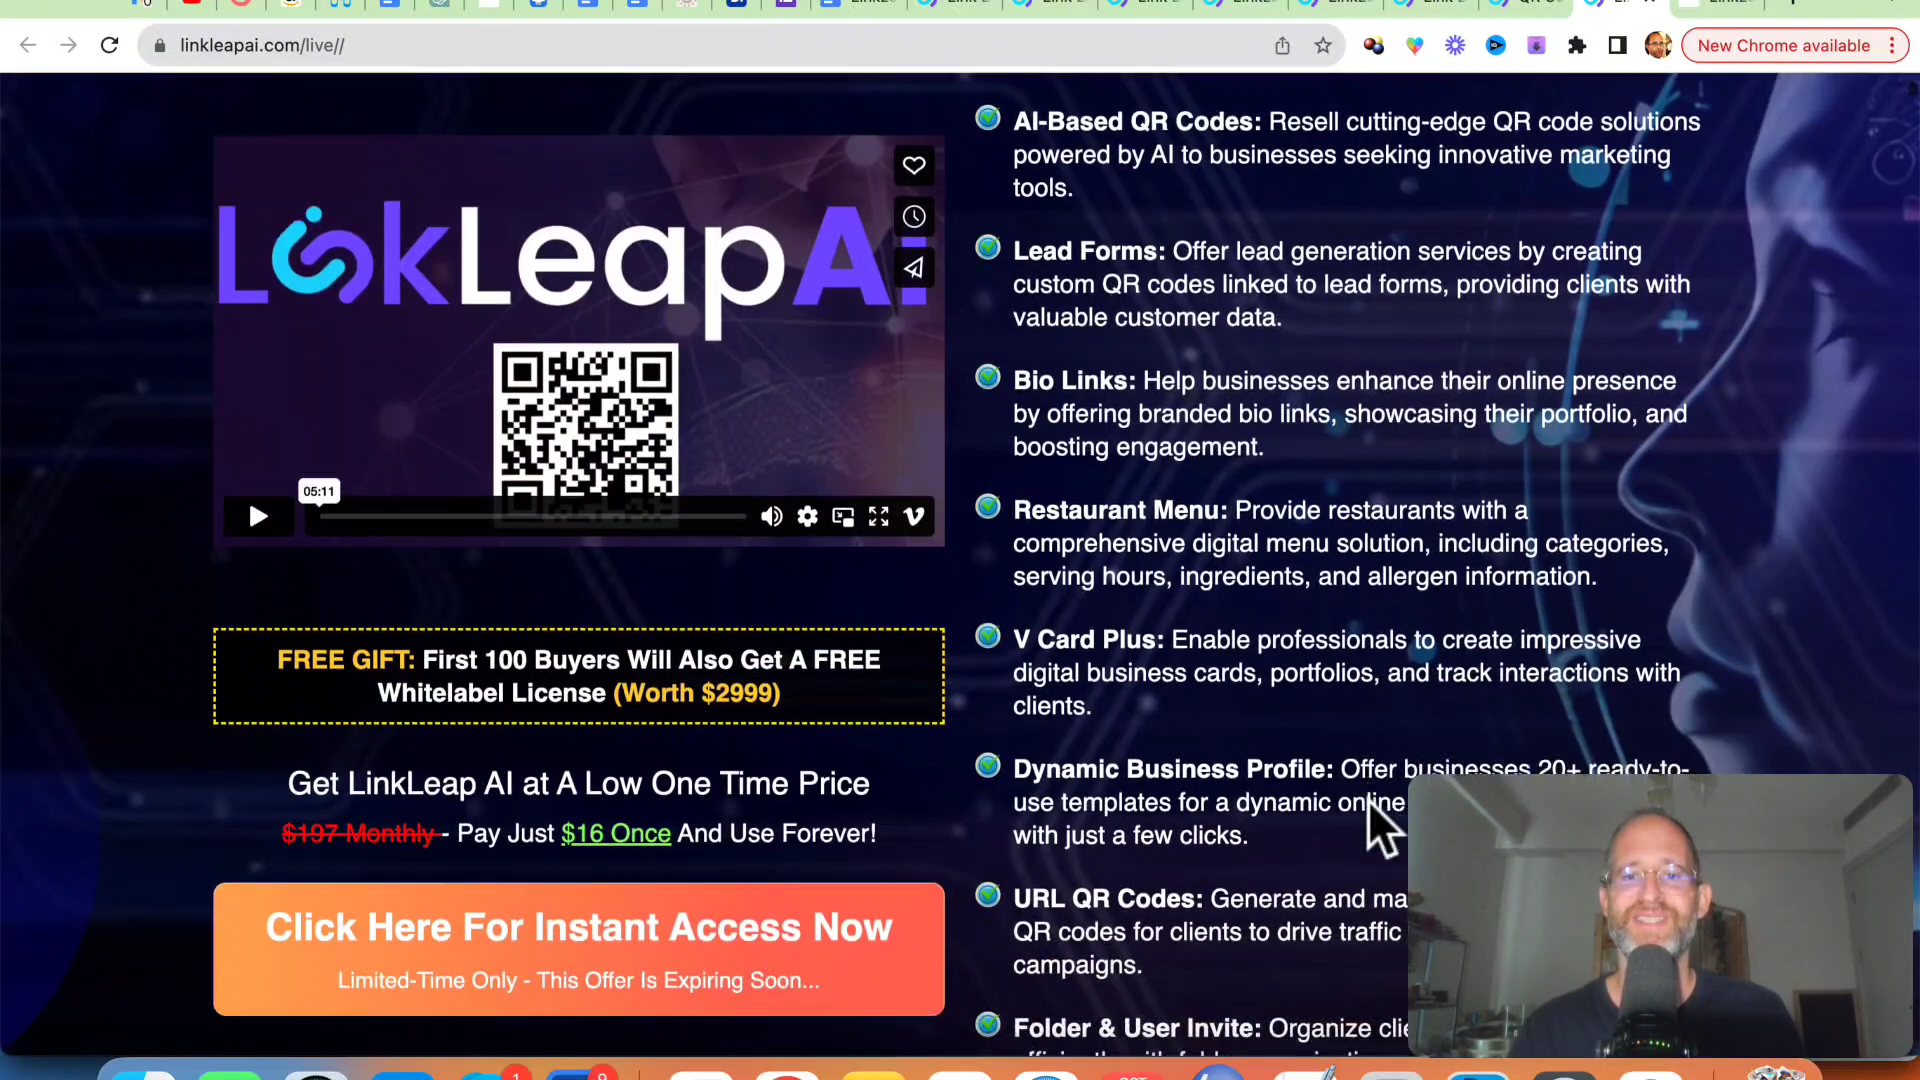 linkleapai.com/live//
New Chrome available
LinkLeapAi
05:11
FREE GIFT: First 100 Buyers Will Also Get A FREE
Whitelabel License (Worth $2999)
Get LinkLeap AI at A Low One Time Price
$197 Monthly - Pay Just $16 Once And Use Forever!
Click Here For Instant Access Now
Limited-Time Only - This Offer Is Expiring Soon...
AI-Based QR Codes: Resell cutting-edge QR code solutions
powered by AI to businesses seeking innovative marketing
tools.
Lead Forms: Offer lead generation services by creating
custom QR codes linked to lead forms, providing clients with
valuable customer data.
Bio Links: Help businesses enhance their online presence
by offering branded bio links, showcasing their portfolio, and
boosting engagement.
Restaurant Menu: Provide restaurants with a
comprehensive digital menu solution, including categories,
serving hours, ingredients, and allergen information.
V Card Plus: Enable professionals to create impressive
digital business cards, portfolios, and track interactions with
clients.
Dynamic Business Profile: Offer businesses 20+ ready-to-
use templates for a dynamic online
with just a few clicks.
URL QR Codes: Generate and ma
QR codes for clients to drive traffic
campaigns.
Folder & User Invite: Organize clie